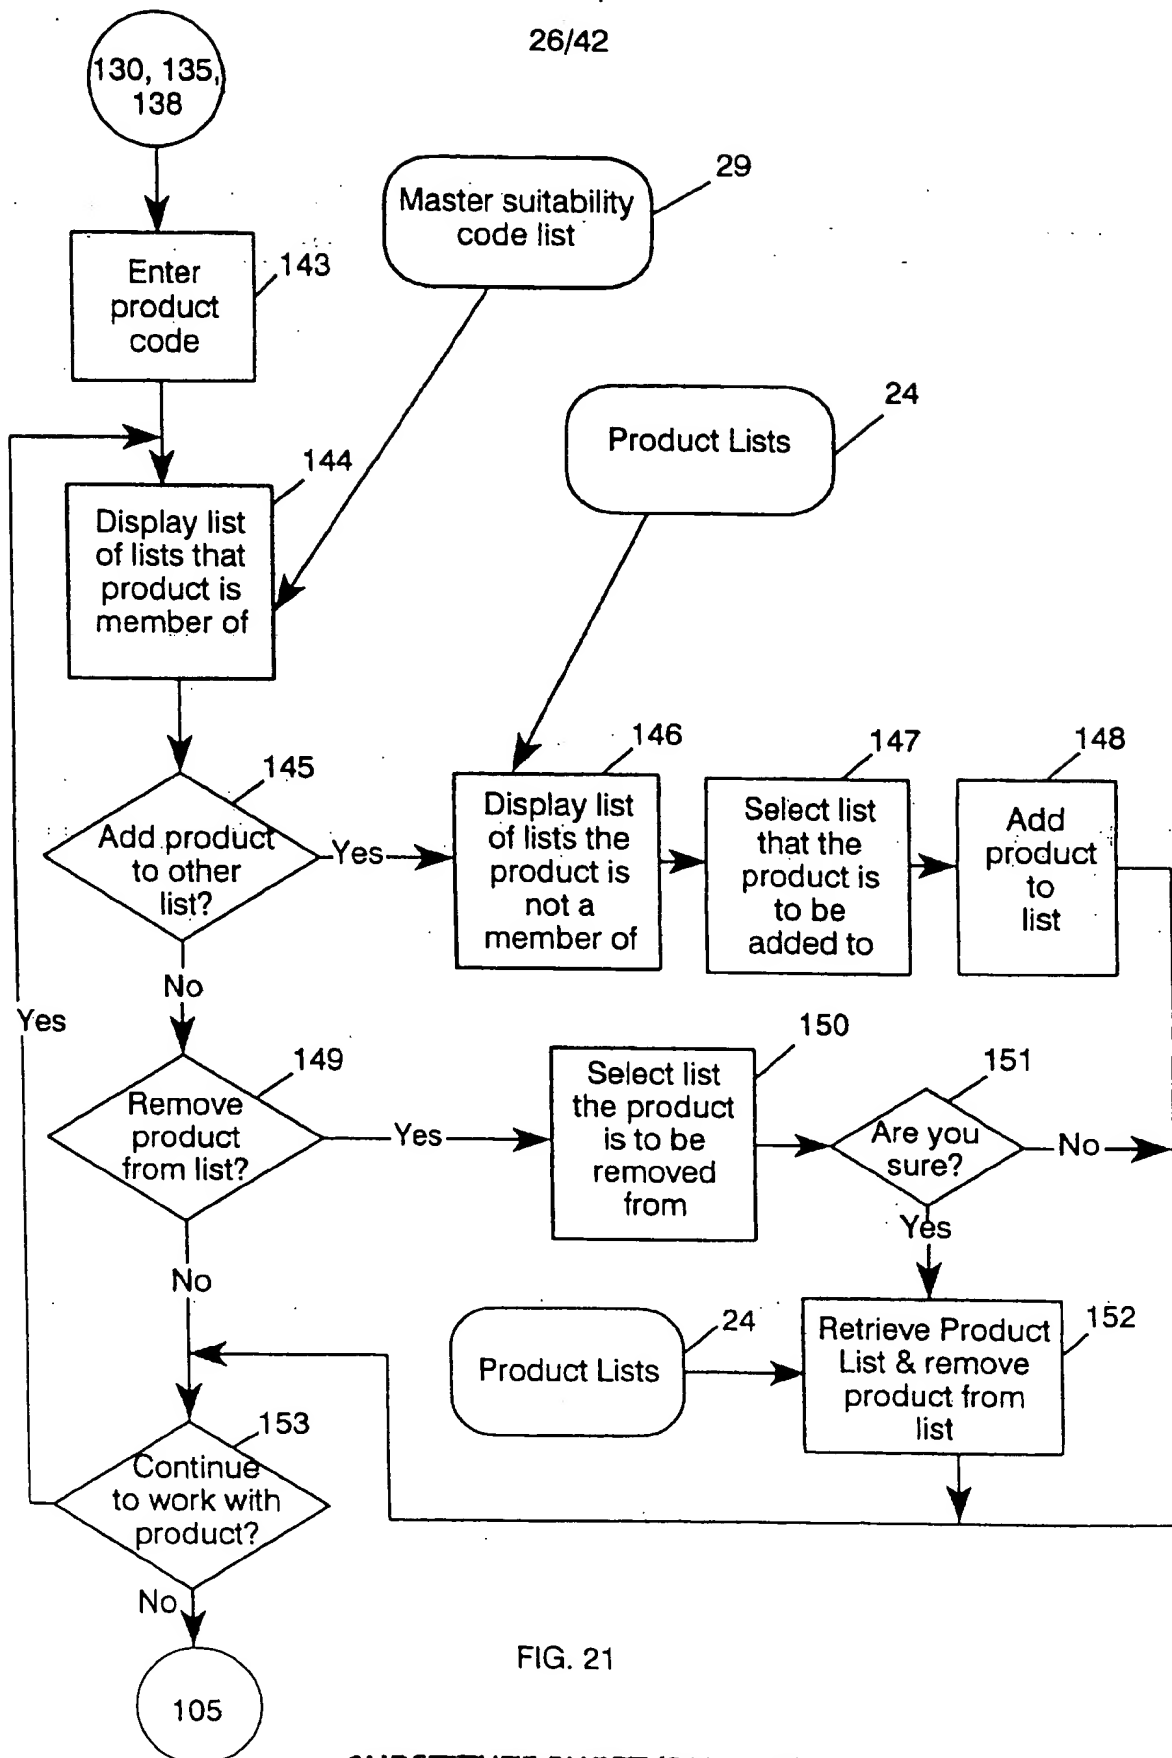 26/42
130, 135,
138
Master suitability
code list
29
Enter
product
code
143
Product Lists
24
Display list
of lists that
product is
member of
144
Add product
to other
list?
145
Yes
Display list
of lists the
product is
not a
member of
146
Select list
that the
product is
to be
added to
147
Add
product
to
list
148
No
Yes
Remove
product
from list?
149
Yes
Select list
the product
is to be
removed
from
150
Are you
sure?
151
No
Yes
No
Product Lists
24
Retrieve Product
List & remove
product from
list
152
Continue
to work with
product?
153
No
105
FIG. 21